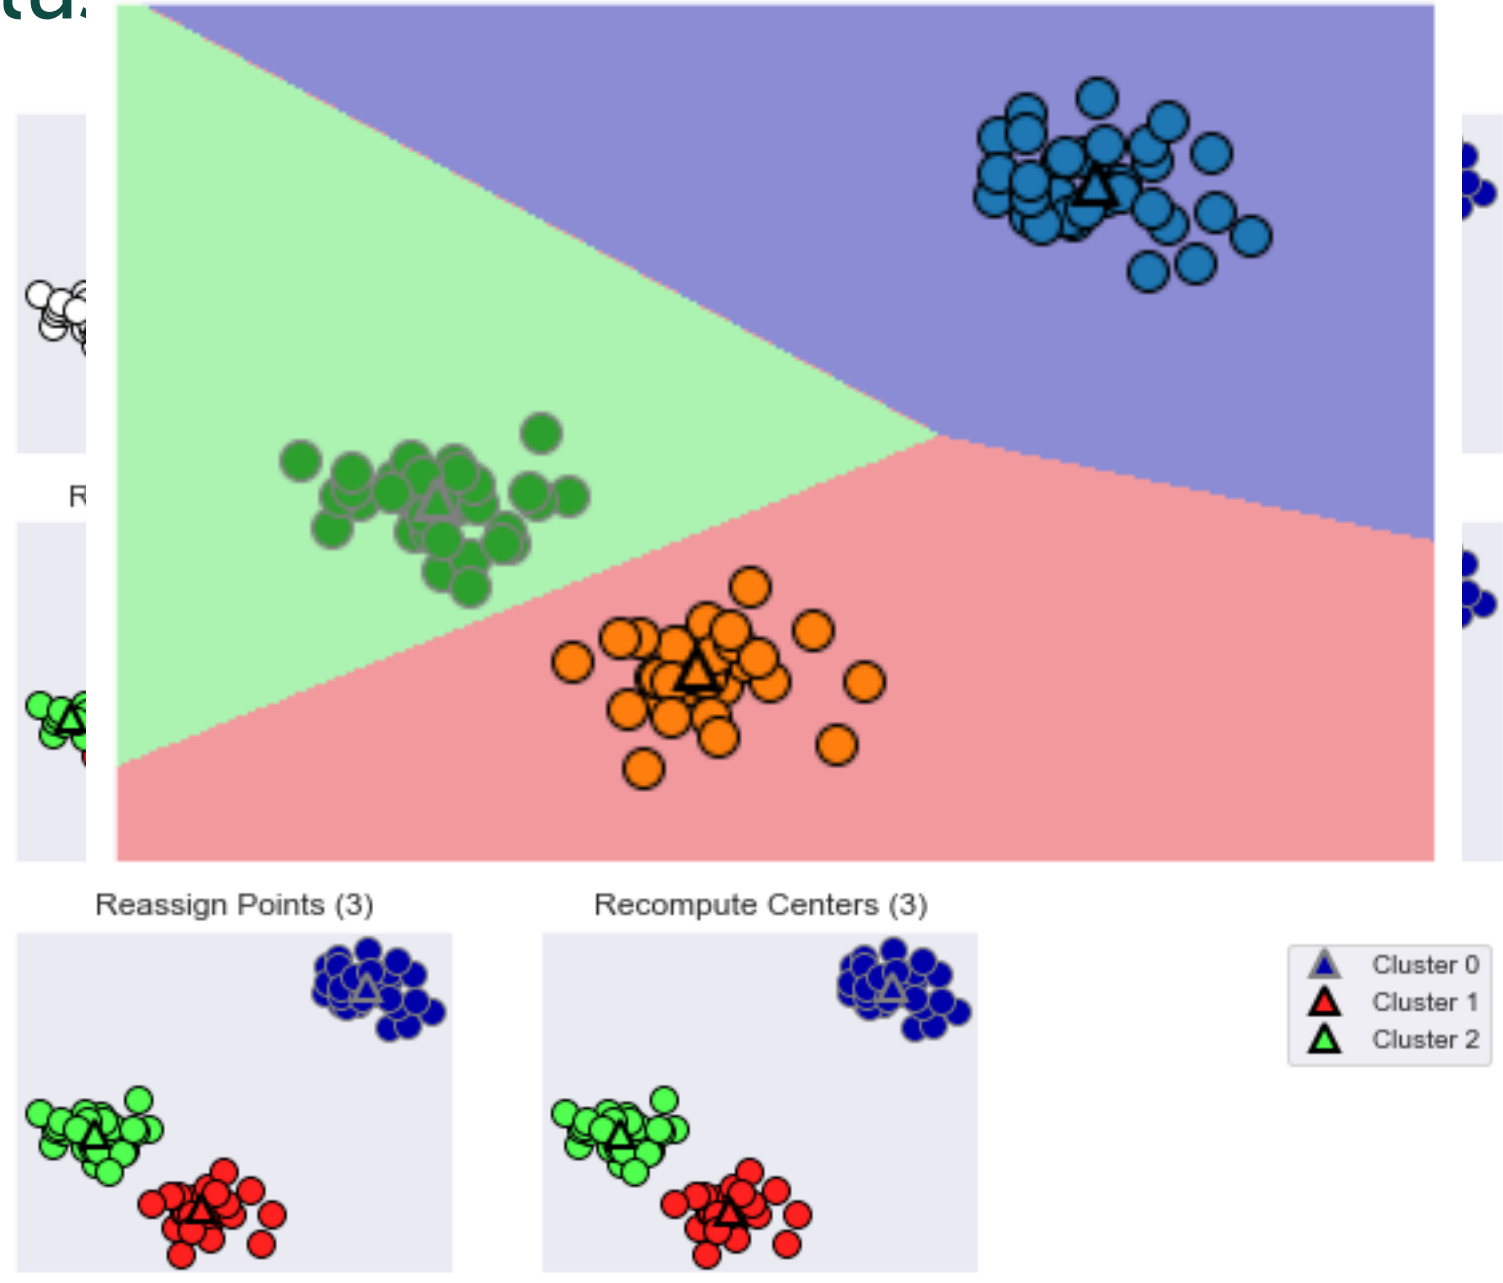 Reassign Points (3)
Recompute Centers (3)
Cluster 0
Cluster 1
Cluster 2